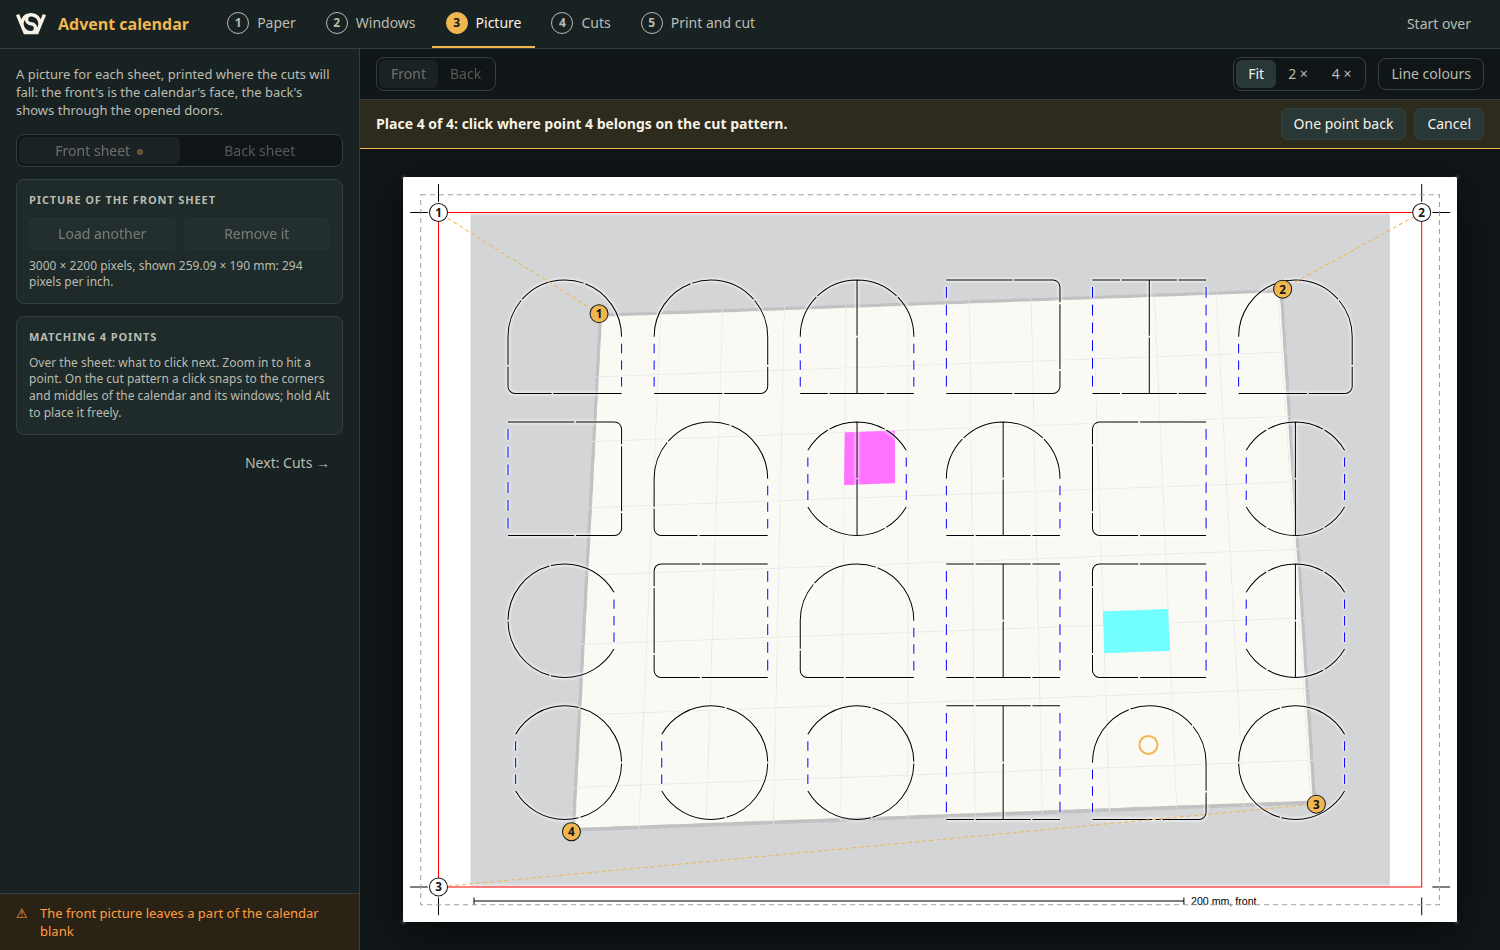 Advent calendar
1 Paper
2 Windows
3 Picture
4 Cuts
5 Print and cut
Start over
A picture for each sheet, printed where the cuts will
fall: the front's is the calendar's face, the back's
shows through the opened doors.
Front sheet
Back sheet
PICTURE OF THE FRONT SHEET
Load another
Remove it
3000 × 2200 pixels, shown 259.09 × 190 mm: 294
pixels per inch.
MATCHING 4 POINTS
Over the sheet: what to click next. Zoom in to hit a
point. On the cut pattern a click snaps to the corners
and middles of the calendar and its windows; hold Alt
to place it freely.
Next: Cuts →
⚠ The front picture leaves a part of the calendar
blank
Front
Back
Fit
2 ×
4 ×
Line colours
Place 4 of 4: click where point 4 belongs on the cut pattern.
One point back
Cancel
1
2
2
1
3
4
3
200 mm, front